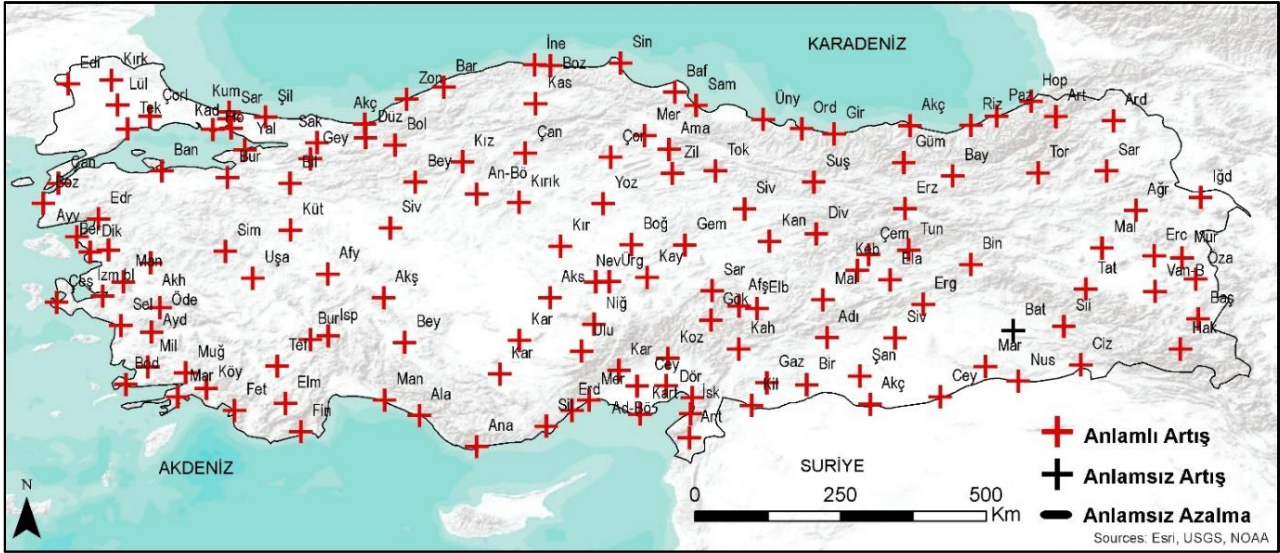 KARADENİZ
Edi
Kırk
Lül
Tek
Çorl
Kum
Sar
Şil
Kad
Yal
Bur
Ban
Sak
Gey
Akç
Düz
Bol
Zon
Bar
İne
Boz
Kas
Sin
Baf
Sam
Mer
Ama
Zil
Çor
Çan
Kız
Bey
An-Bö
Kırık
Yoz
Tok
Üny
Ord
Gir
Akç
Riz
Paz
Hop
Art
Ard
Suş
Güm
Bay
Tor
Sar
Erz
Siv
Ağr
Iğd
Çan
Boz
Bil
Edr
Ayv
Dik
Küt
Siv
Sim
Uşa
Afy
Akş
Kır
Boğ
Gem
Kan
Div
Çem
Tun
Keb
Ela
Bin
Mal
Erc
Mur
Öza
Van-B
Tat
Man
Akh
Çeş
İzm
Sel
Öde
Ayd
Mil
Aks
Nev
Ürg
Kay
Niğ
Sar
Afş
Elb
Gök
Mal
Erg
Kah
Adı
Siv
Bat
Sii
Baş
Hak
Bur
Isp
Bey
Kar
Ulu
Koz
Kar
Tef
Muğ
Bod
Mar
Köy
Fet
Elm
Fin
Man
Ala
Kar
Ana
Sil
Erd
Mer
Cey
Kart
Dör
Ad-Bö
İsk
Ant
Kil
Gaz
Bir
Şan
Akç
Cey
Mar
Nus
Ciz
AKDENİZ
SURİYE
N
0 250 500
Km
Anlamlı Artış
Anlamsız Artış
Anlamsız Azalma
Sources: Esri, USGS, NOAA